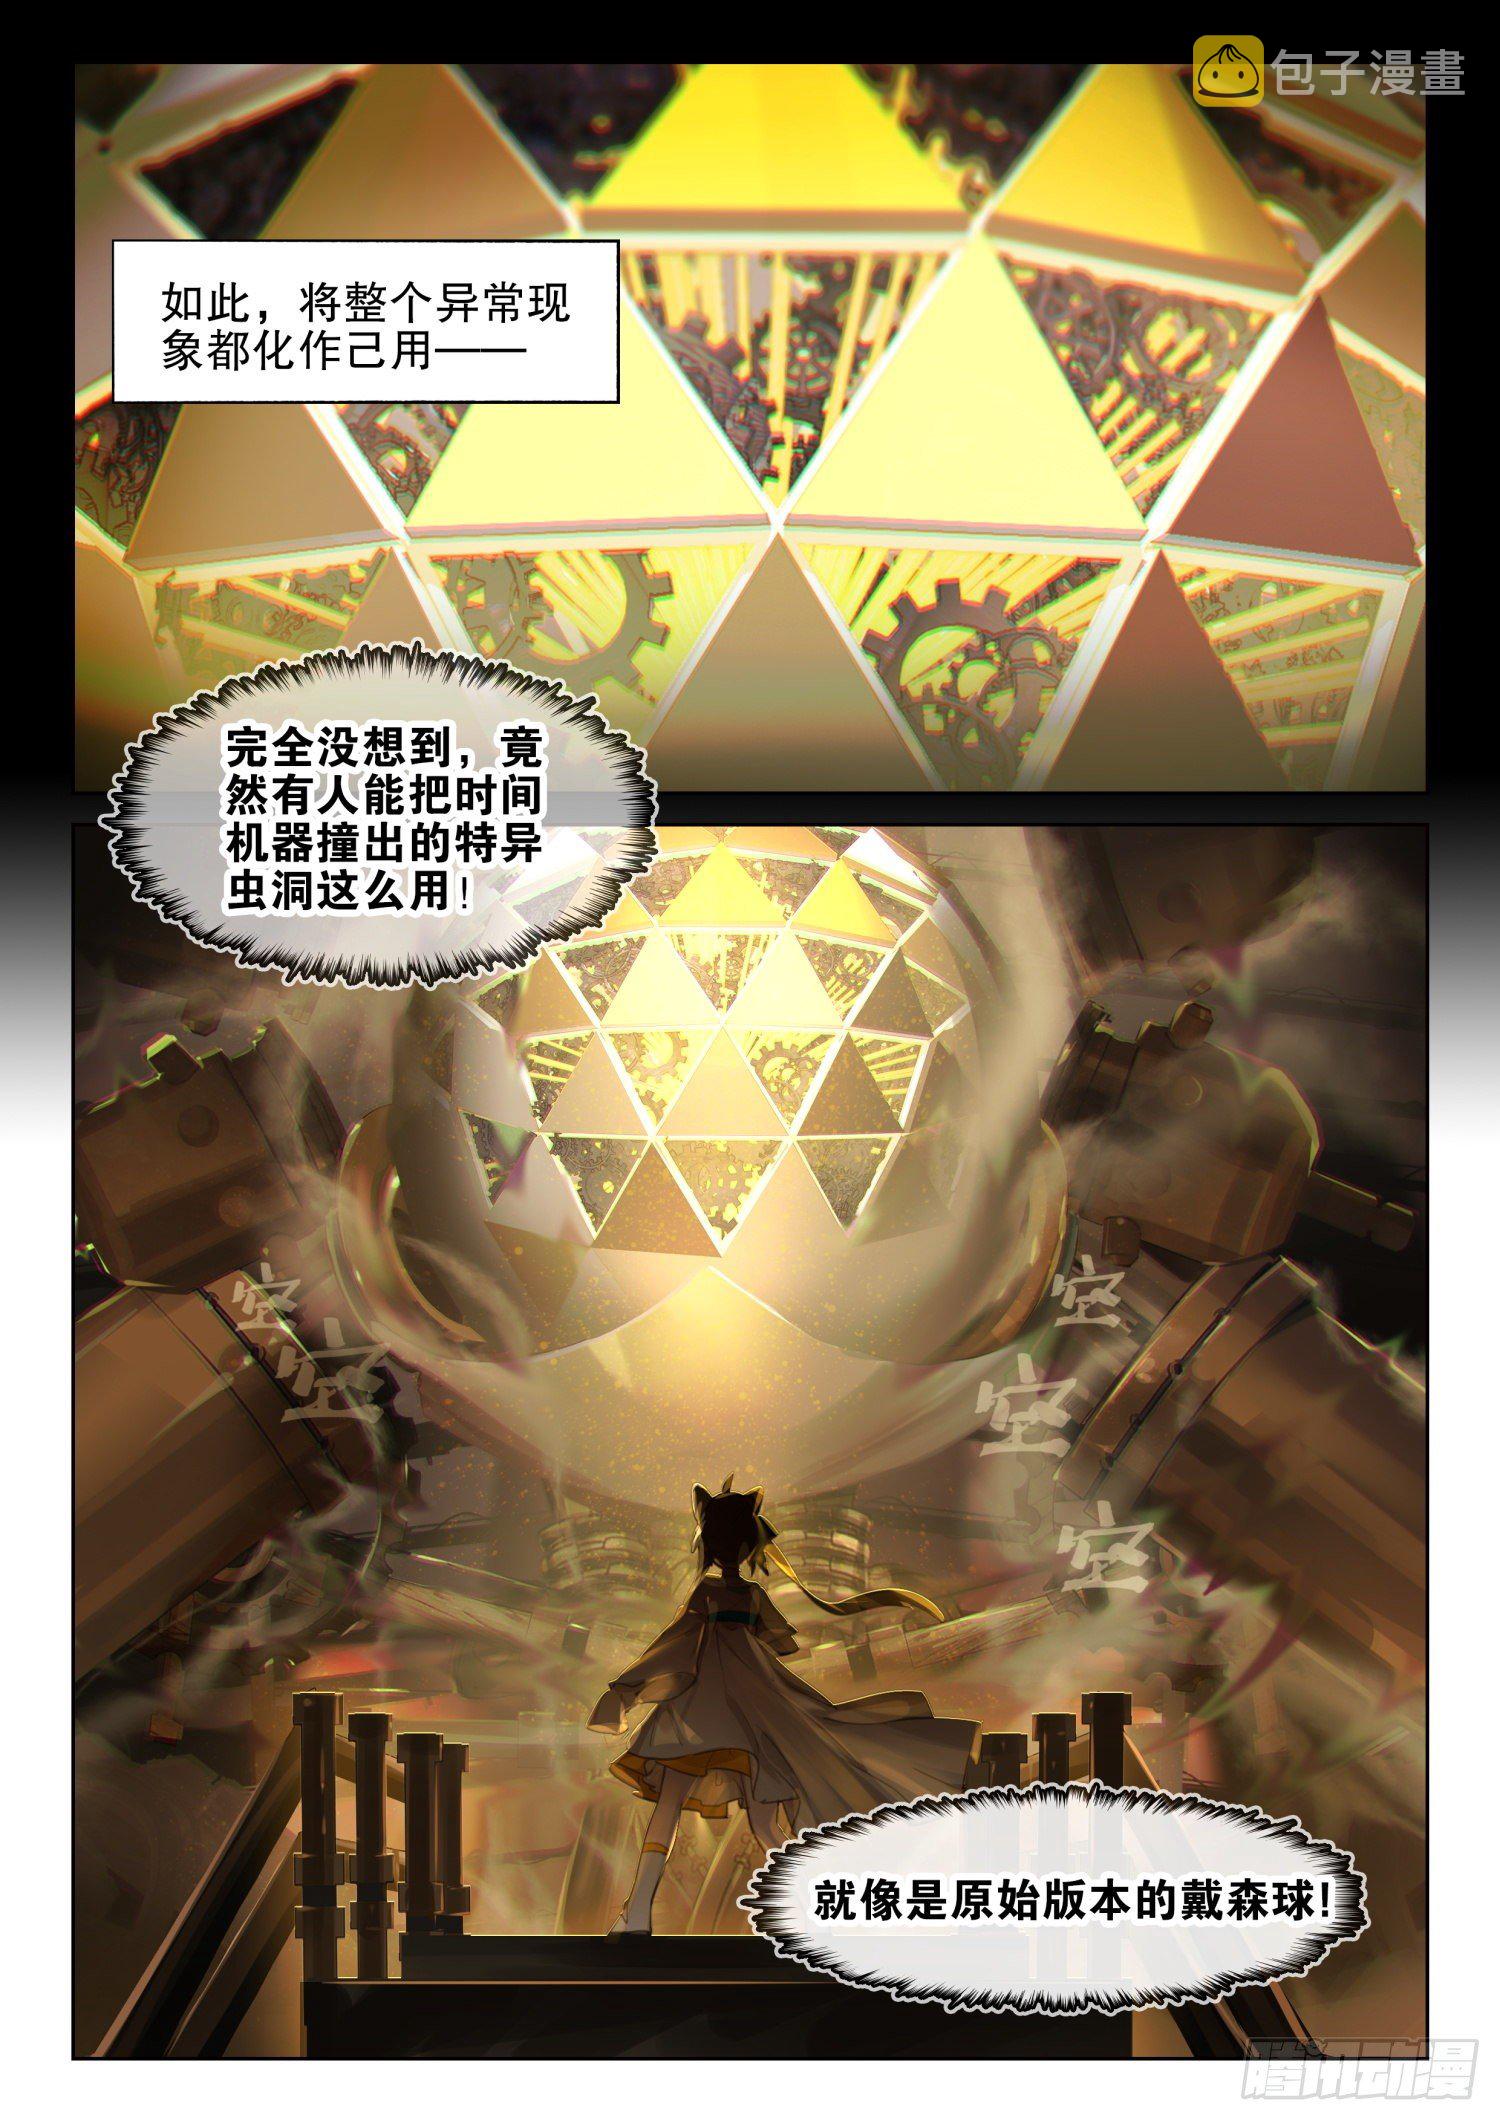 包子漫畫
如此，将整个异常现
象都化作己用——
完全没想到，竟
然有人能把时间
机器撞出的特异
虫洞这么用！
空
空
空
空
空
就像是原始版本的戴森球！
腾讯动漫